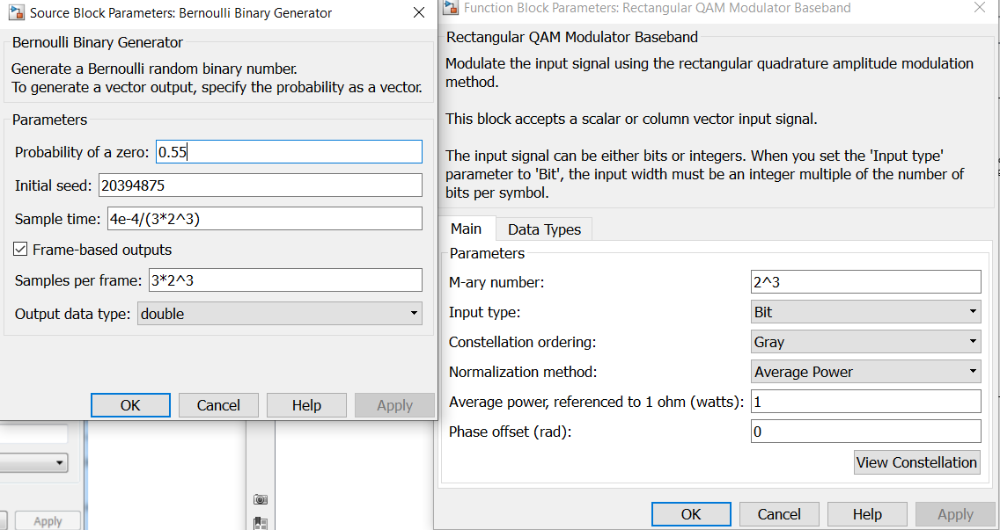 Source Block Parameters: Bernoulli Binary Generator
Bernoulli Binary Generator
Generate a Bernoulli random binary number.
To generate a vector output, specify the probability as a vector.
Parameters
Probability of a zero: 0.55
Initial seed: 20394875
Sample time: 4e-4/(3*2^3)
Frame-based outputs
Samples per frame: 3*2^3
Output data type: double
OK Cancel Help Apply
Apply
Function Block Parameters: Rectangular QAM Modulator Baseband
Rectangular QAM Modulator Baseband
Modulate the input signal using the rectangular quadrature amplitude modulation
method.
This block accepts a scalar or column vector input signal.
The input signal can be either bits or integers. When you set the 'Input type'
parameter to 'Bit', the input width must be an integer multiple of the number of
bits per symbol.
Main Data Types
Parameters
M-ary number: 2^3
Input type: Bit
Constellation ordering: Gray
Normalization method: Average Power
Average power, referenced to 1 ohm (watts): 1
Phase offset (rad): 0
View Constellation
OK Cancel Help Apply